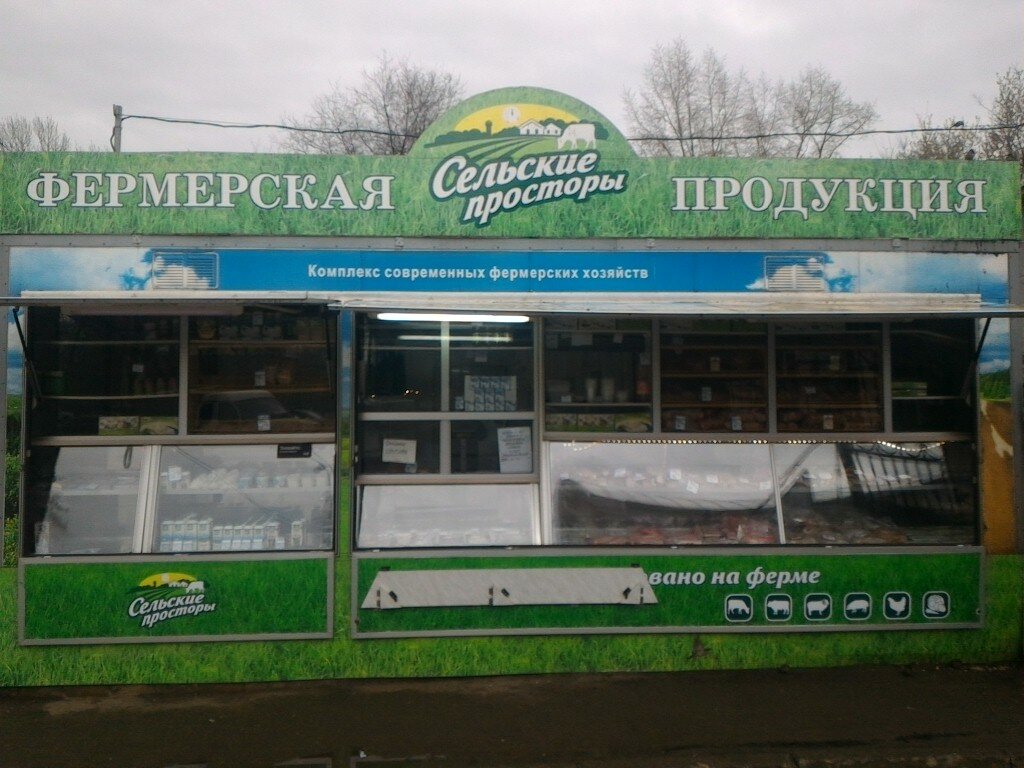 ФЕРМЕРСКАЯ
Сельские
просторы
ПРОДУКЦИЯ
Комплекс современных фермерских хозяйств
вано на ферме
Сельские
просторы